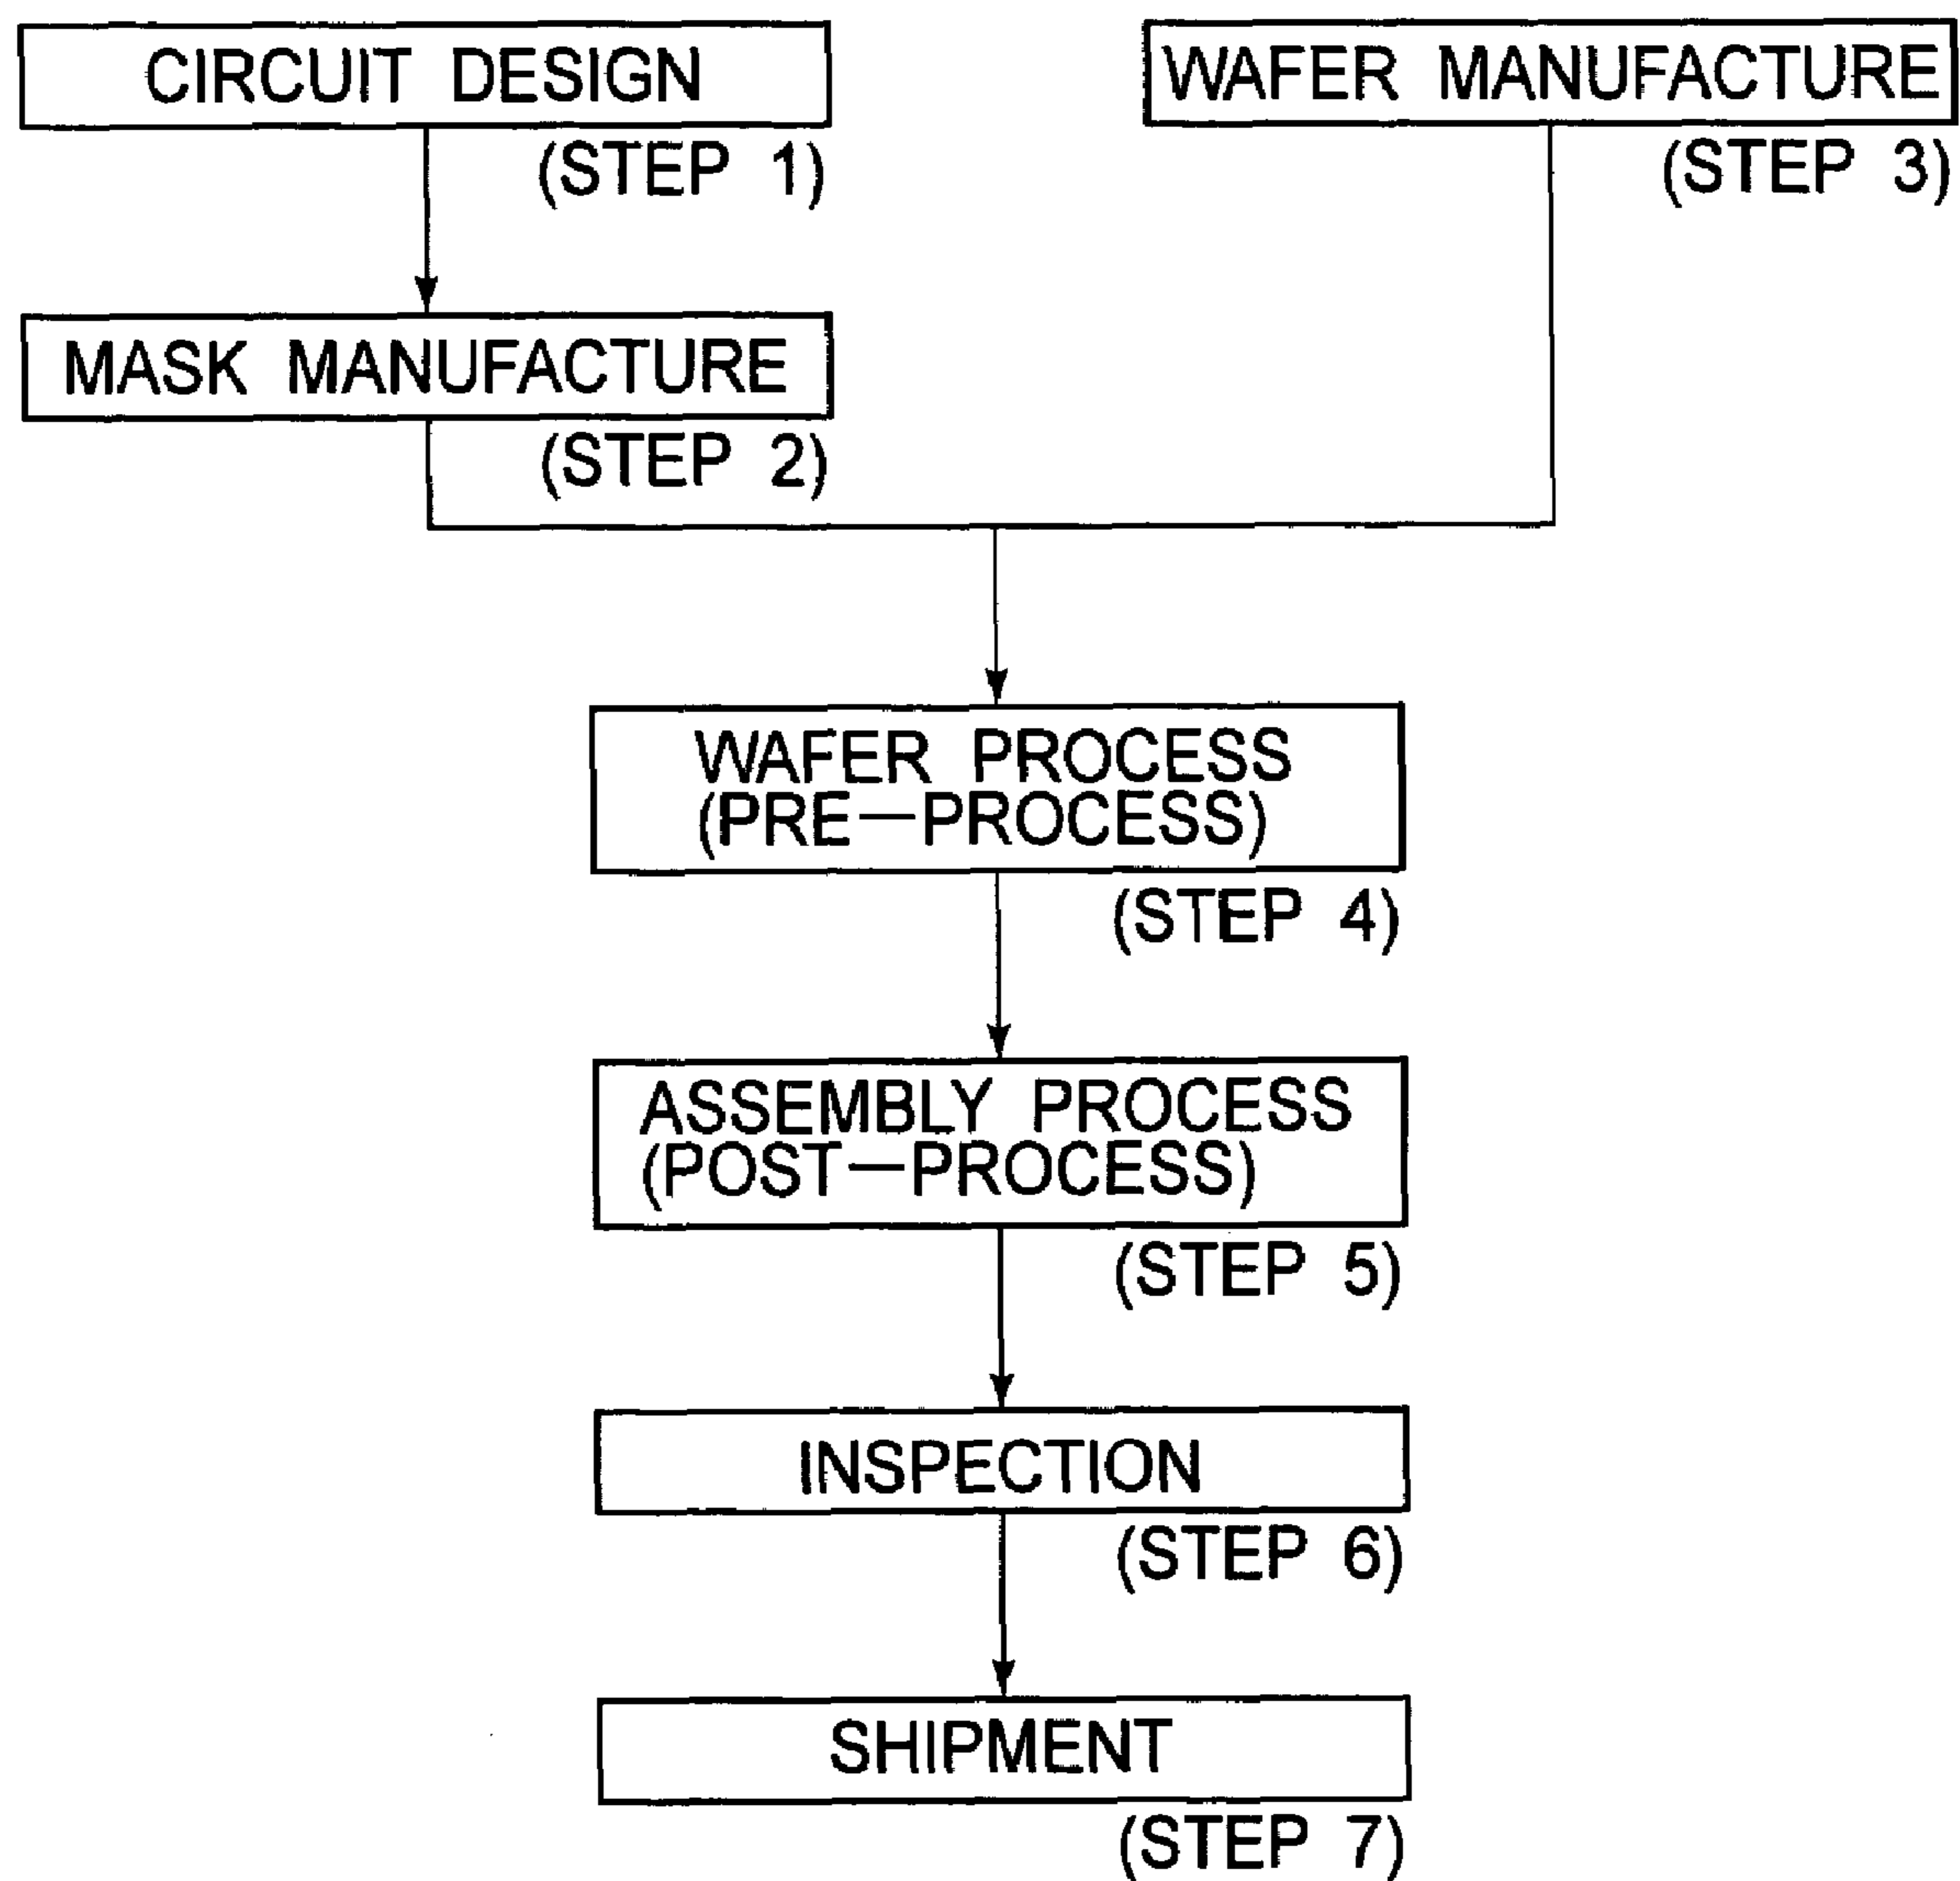 CIRCUIT DESIGN
(STEP 1)
WAFER MANUFACTURE
(STEP 3)
MASK MANUFACTURE
(STEP 2)
WAFER PROCESS
(PRE—PROCESS)
(STEP 4)
ASSEMBLY PROCESS
(POST—PROCESS)
(STEP 5)
INSPECTION
(STEP 6)
SHIPMENT
(STEP 7)